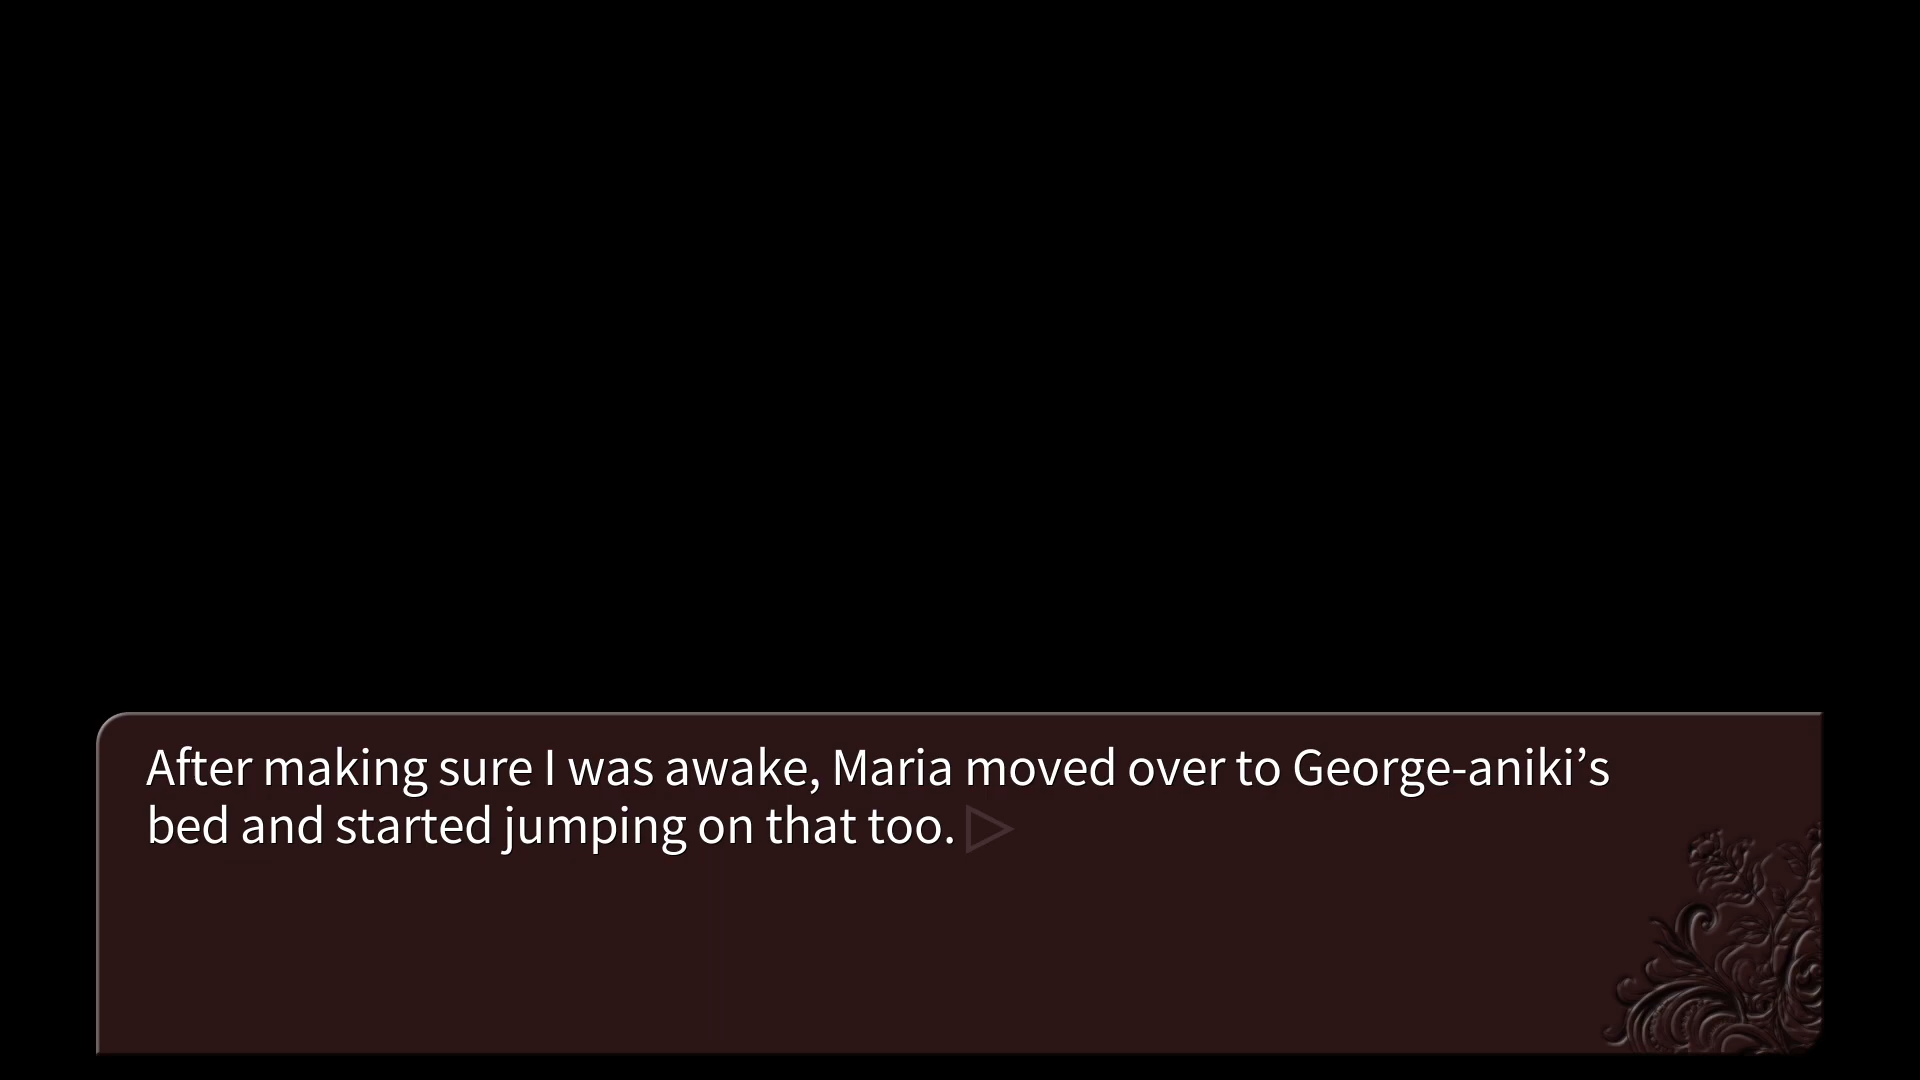 After making sure I was awake, Maria moved over to George-aniki’s
bed and started jumping on that too.